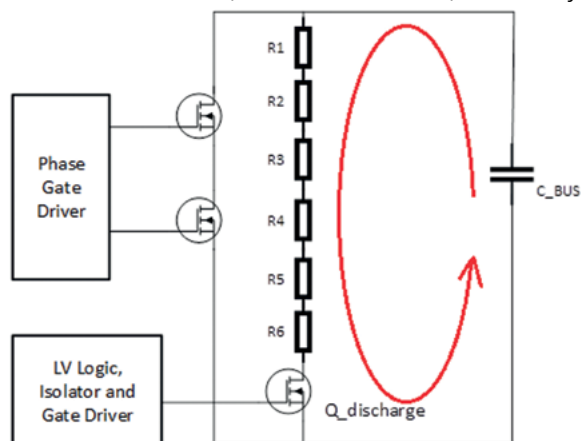 R1
R2
R3
R4
R5
R6
Phase
Gate
Driver
C_BUS
LV Logic,
Isolator and
Gate Driver
Q_discharge